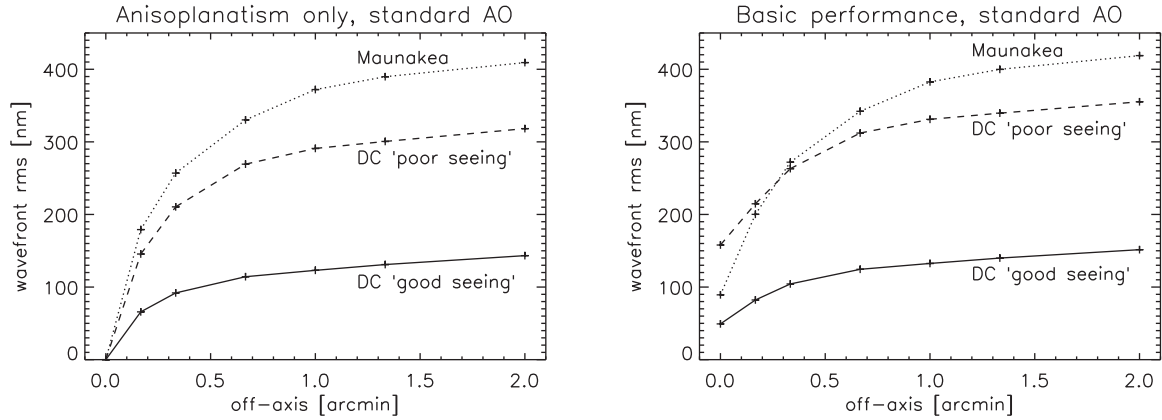 Anisoplanatism only, standard AO
wavefront rms [nm]
400
300
200
100
0
Maunakea
DC 'poor seeing'
DC 'good seeing'
0.0 0.5 1.0 1.5 2.0
off-axis [arcmin]
Basic performance, standard AO
wavefront rms [nm]
400
300
200
100
0
Maunakea
DC 'poor seeing'
DC 'good seeing'
0.0 0.5 1.0 1.5 2.0
off-axis [arcmin]